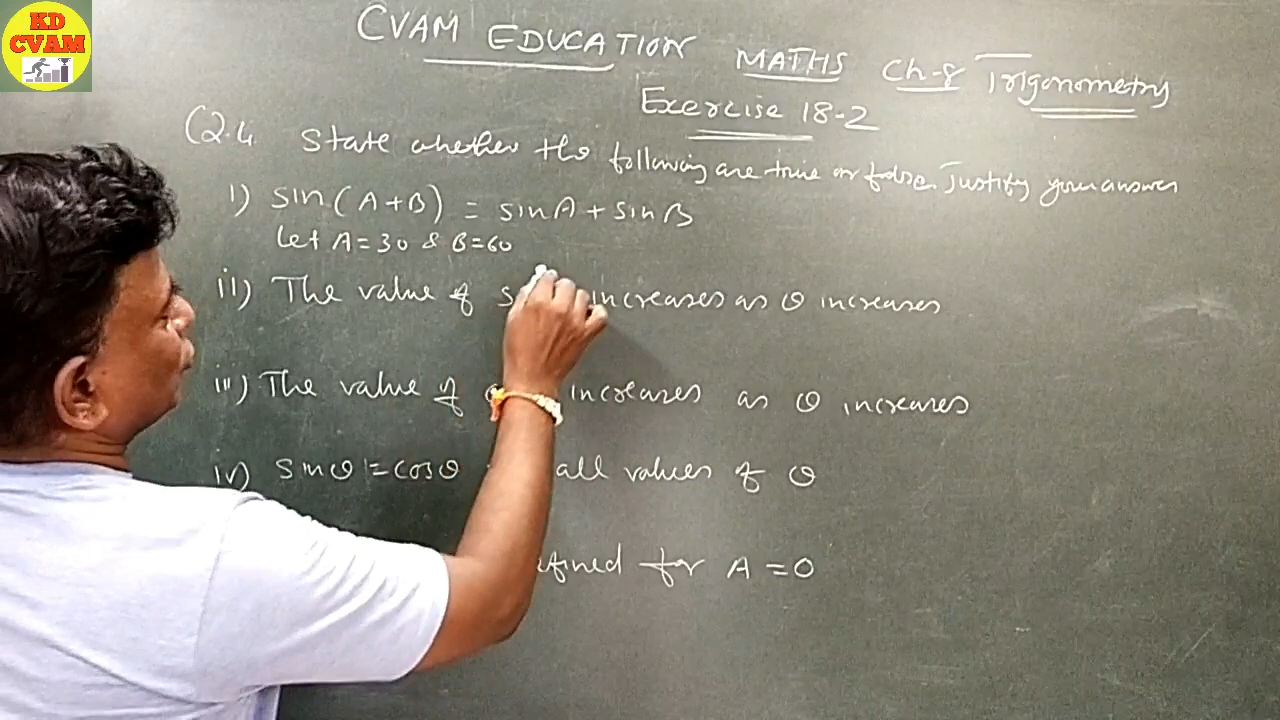 KD
CVAM
CVAM EDUCATION MATHS Ch-8 Trigonometry
Exercise 18-2
Q.4. State whether the following are true or false. Justify your answer
i) sin(A+B) = sinA + sinB
Let A=30 & B=60
ii) The value of increases as θ increases
iii) The value of increases as θ increases
iv) sinθ = cosθ all values of θ
for A = 0